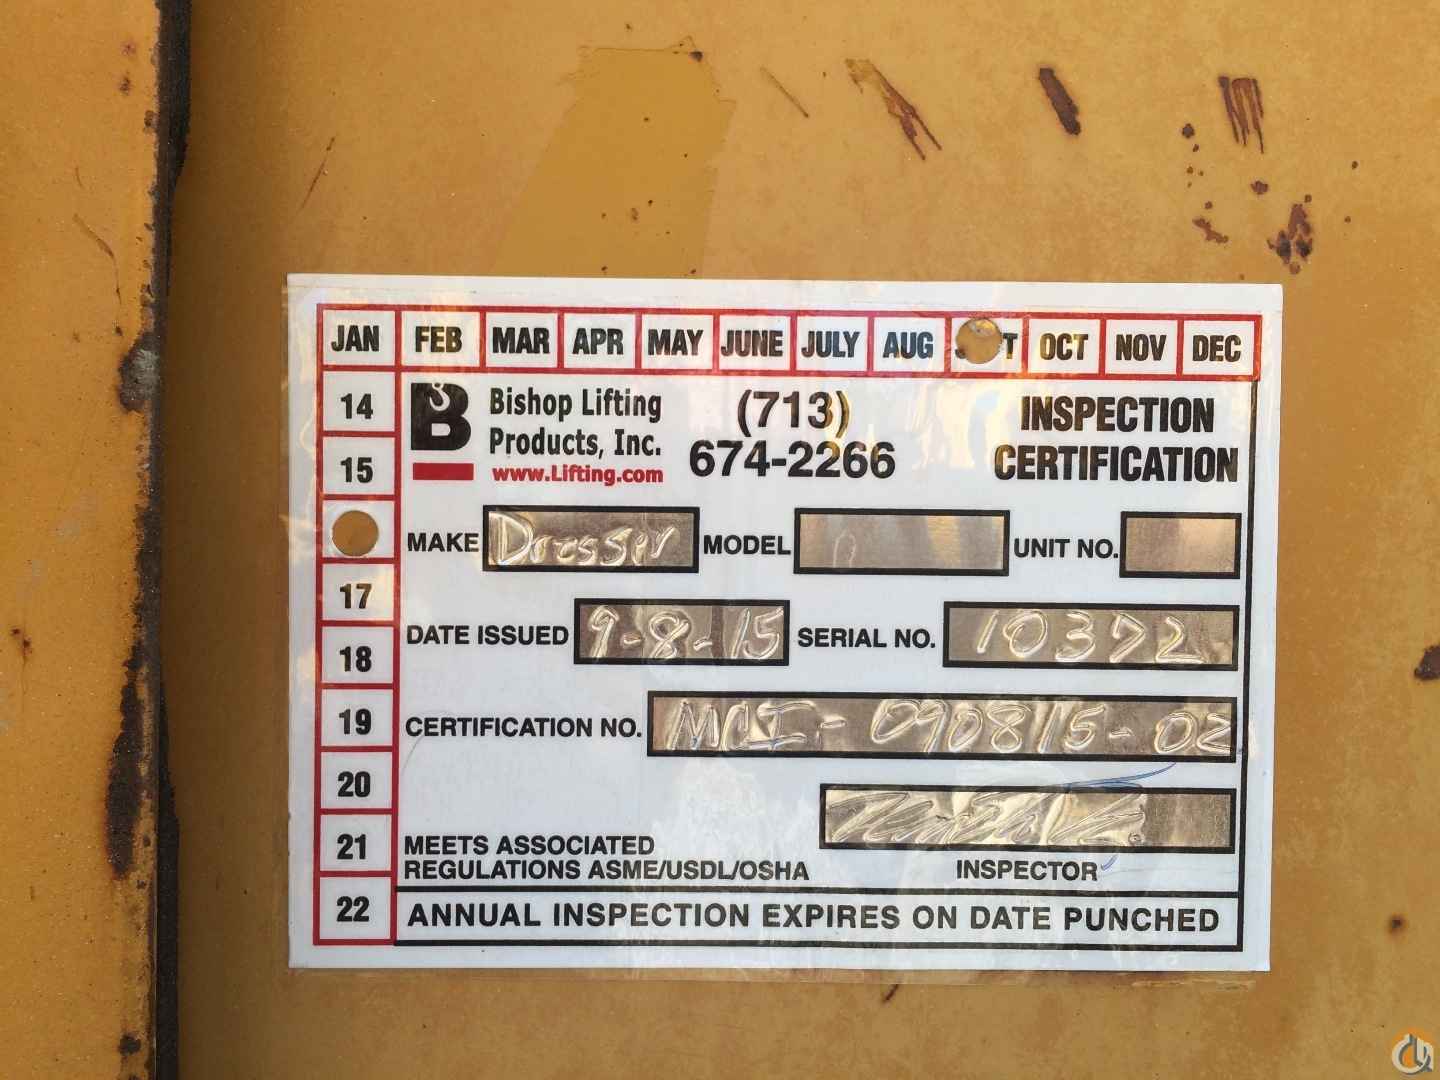 JAN FEB MAR APR MAY JUNE JULY AUG OCT NOV DEC
14
15
17
18
19
20
21
22
B
Bishop Lifting
Products, Inc.
www.Lifting.com
(713)
674-2266
INSPECTION
CERTIFICATION
MAKE Dresser MODEL UNIT NO.
DATE ISSUED 9-8-15 SERIAL NO. 10372
CERTIFICATION NO. MCI-090815-02
MEETS ASSOCIATED
REGULATIONS ASME/USDL/OSHA
INSPECTOR
ANNUAL INSPECTION EXPIRES ON DATE PUNCHED